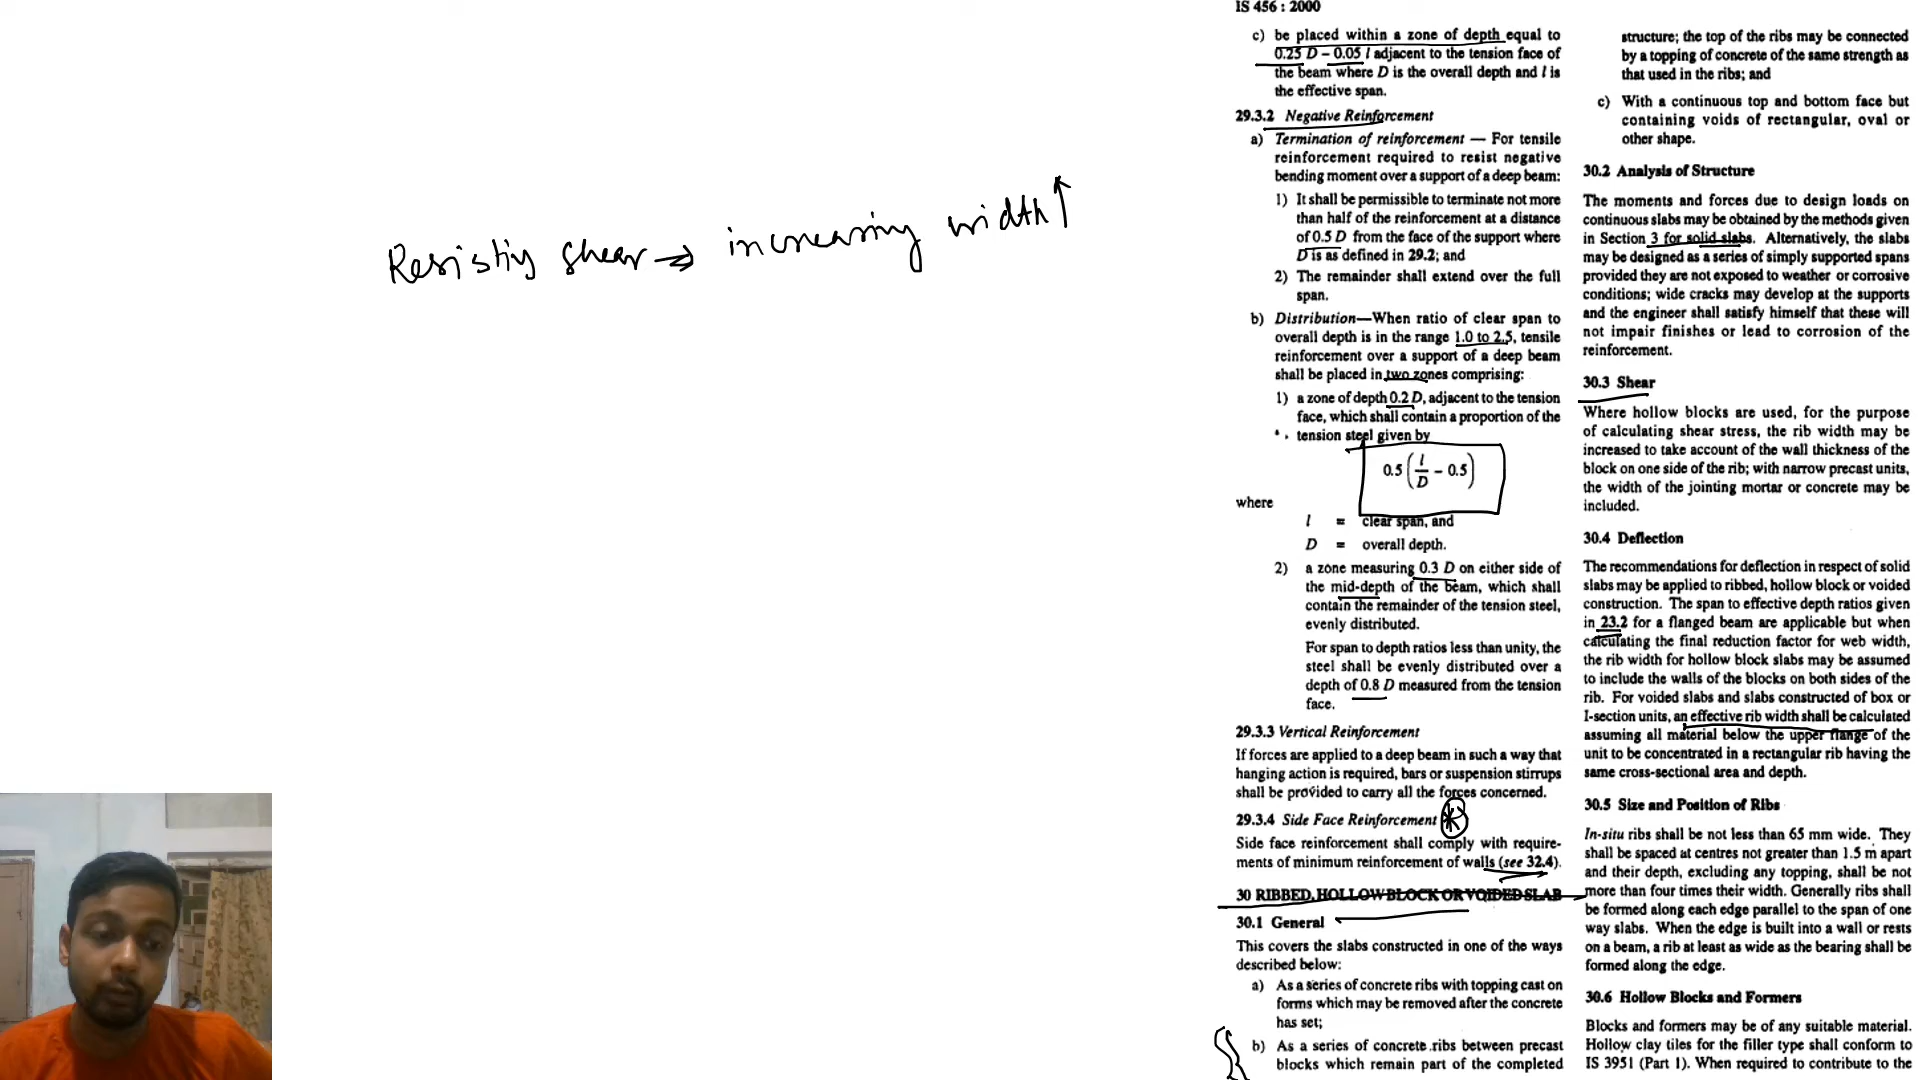 Resisting shear → increasing width ↑
IS 456 : 2000
c) be placed within a zone of depth equal to
0.25 D – 0.05 l adjacent to the tension face of
the beam where D is the overall depth and l is
the effective span.
29.3.2 Negative Reinforcement
a) Termination of reinforcement — For tensile
reinforcement required to resist negative
bending moment over a support of a deep beam:
1) It shall be permissible to terminate not more
than half of the reinforcement at a distance
of 0.5 D from the face of the support where
D is as defined in 29.2; and
2) The remainder shall extend over the full
span.
b) Distribution—When ratio of clear span to
overall depth is in the range 1.0 to 2.5, tensile
reinforcement over a support of a deep beam
shall be placed in two zones comprising:
1) a zone of depth 0.2 D, adjacent to the tension
face, which shall contain a proportion of the
tension steel given by
0.5 (l/D – 0.5)
where
l = clear span, and
D = overall depth.
2) a zone measuring 0.3 D on either side of
the mid-depth of the beam, which shall
contain the remainder of the tension steel,
evenly distributed.
For span to depth ratios less than unity, the
steel shall be evenly distributed over a
depth of 0.8 D measured from the tension
face.
29.3.3 Vertical Reinforcement
If forces are applied to a deep beam in such a way that
hanging action is required, bars or suspension stirrups
shall be provided to carry all the forces concerned.
29.3.4 Side Face Reinforcement
Side face reinforcement shall comply with require-
ments of minimum reinforcement of walls (see 32.4).
30 RIBBED, HOLLOW BLOCK OR VOIDED SLAB
30.1 General
This covers the slabs constructed in one of the ways
described below:
a) As a series of concrete ribs with topping cast on
forms which may be removed after the concrete
has set;
b) As a series of concrete ribs between precast
blocks which remain part of the completed
structure; the top of the ribs may be connected
by a topping of concrete of the same strength as
that used in the ribs; and
c) With a continuous top and bottom face but
containing voids of rectangular, oval or
other shape.
30.2 Analysis of Structure
The moments and forces due to design loads on
continuous slabs may be obtained by the methods given
in Section 3 for solid slabs. Alternatively, the slabs
may be designed as a series of simply supported spans
provided they are not exposed to weather or corrosive
conditions; wide cracks may develop at the supports
and the engineer shall satisfy himself that these will
not impair finishes or lead to corrosion of the
reinforcement.
30.3 Shear
Where hollow blocks are used, for the purpose
of calculating shear stress, the rib width may be
increased to take account of the wall thickness of the
block on one side of the rib; with narrow precast units,
the width of the jointing mortar or concrete may be
included.
30.4 Deflection
The recommendations for deflection in respect of solid
slabs may be applied to ribbed, hollow block or voided
construction. The span to effective depth ratios given
in 23.2 for a flanged beam are applicable but when
calculating the final reduction factor for web width,
the rib width for hollow block slabs may be assumed
to include the walls of the blocks on both sides of the
rib. For voided slabs and slabs constructed of box or
I-section units, an effective rib width shall be calculated
assuming all material below the upper flange of the
unit to be concentrated in a rectangular rib having the
same cross-sectional area and depth.
30.5 Size and Position of Ribs
In-situ ribs shall be not less than 65 mm wide. They
shall be spaced at centres not greater than 1.5 m apart
and their depth, excluding any topping, shall be not
more than four times their width. Generally ribs shall
be formed along each edge parallel to the span of one
way slabs. When the edge is built into a wall or rests
on a beam, a rib at least as wide as the bearing shall be
formed along the edge.
30.6 Hollow Blocks and Formers
Blocks and formers may be of any suitable material.
Hollow clay tiles for the filler type shall conform to
IS 3951 (Part 1). When required to contribute to the